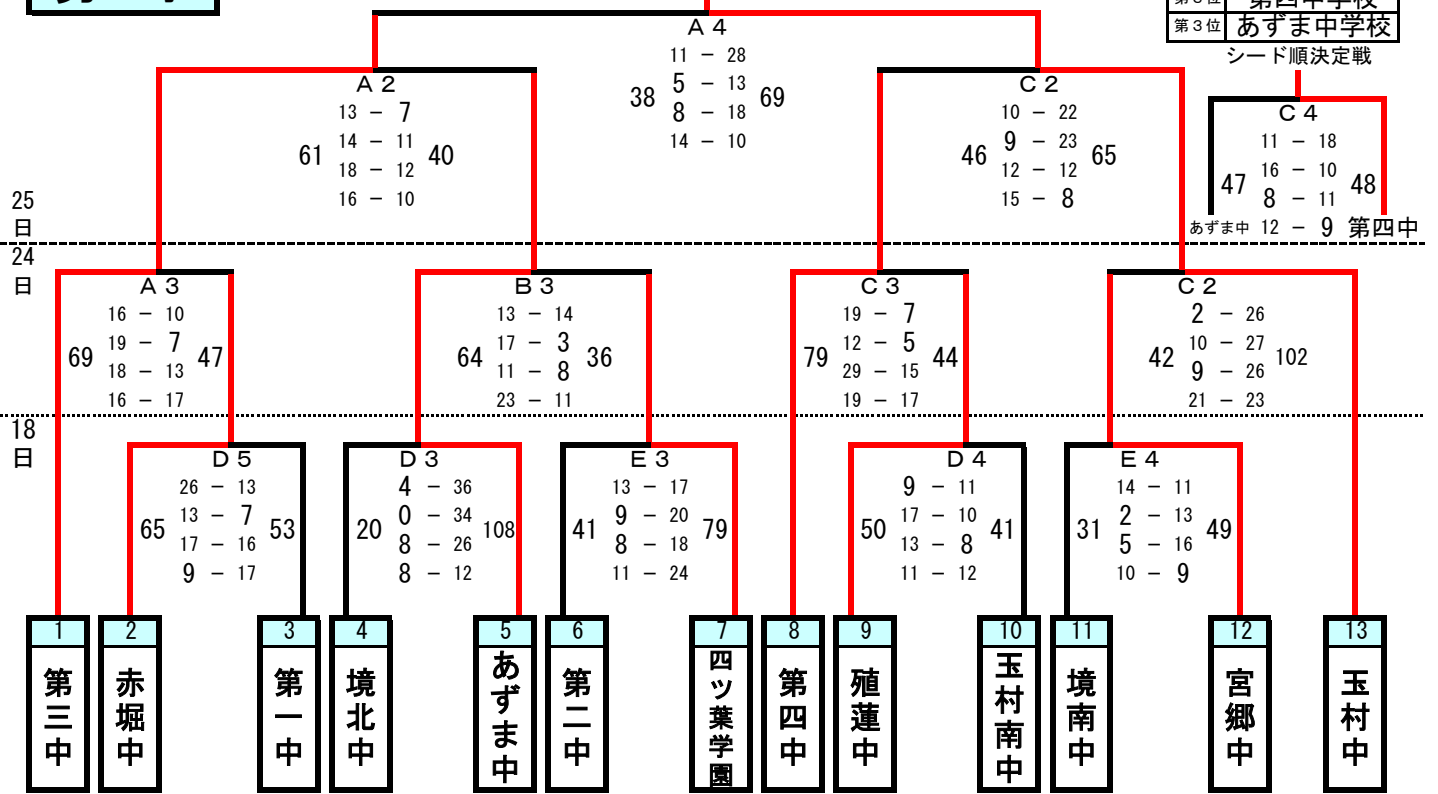 第３位 第四中学校
第３位 あずま中学校
シード順決定戦
Ａ４
11 － 28
5 － 13
8 － 18
14 － 10
38 69
Ａ２
13 － 7
14 － 11
18 － 12
16 － 10
61 40
Ｃ２
10 － 22
9 － 23
12 － 12
15 － 8
46 65
Ｃ４
11 － 18
16 － 10
8 － 11
12 － 9
47 48
あずま中 第四中
25
日
24
日
Ａ３
16 － 10
19 － 7
18 － 13
16 － 17
69 47
Ｂ３
13 － 14
17 － 3
11 － 8
23 － 11
64 36
Ｃ３
19 － 7
12 － 5
29 － 15
19 － 17
79 44
Ｃ２
2 － 26
10 － 27
9 － 26
21 － 23
42 102
18
日
Ｄ５
26 － 13
13 － 7
17 － 16
9 － 17
65 53
Ｄ３
4 － 36
0 － 34
8 － 26
8 － 12
20 108
Ｅ３
13 － 17
9 － 20
8 － 18
11 － 24
41 79
Ｄ４
9 － 11
17 － 10
13 － 8
11 － 12
50 41
Ｅ４
14 － 11
2 － 13
5 － 16
10 － 9
31 49
1 第三中
2 赤堀中
3 第一中
4 境北中
5 あずま中
6 第二中
7 四ツ葉学園
8 第四中
9 殖蓮中
10 玉村南中
11 境南中
12 宮郷中
13 玉村中